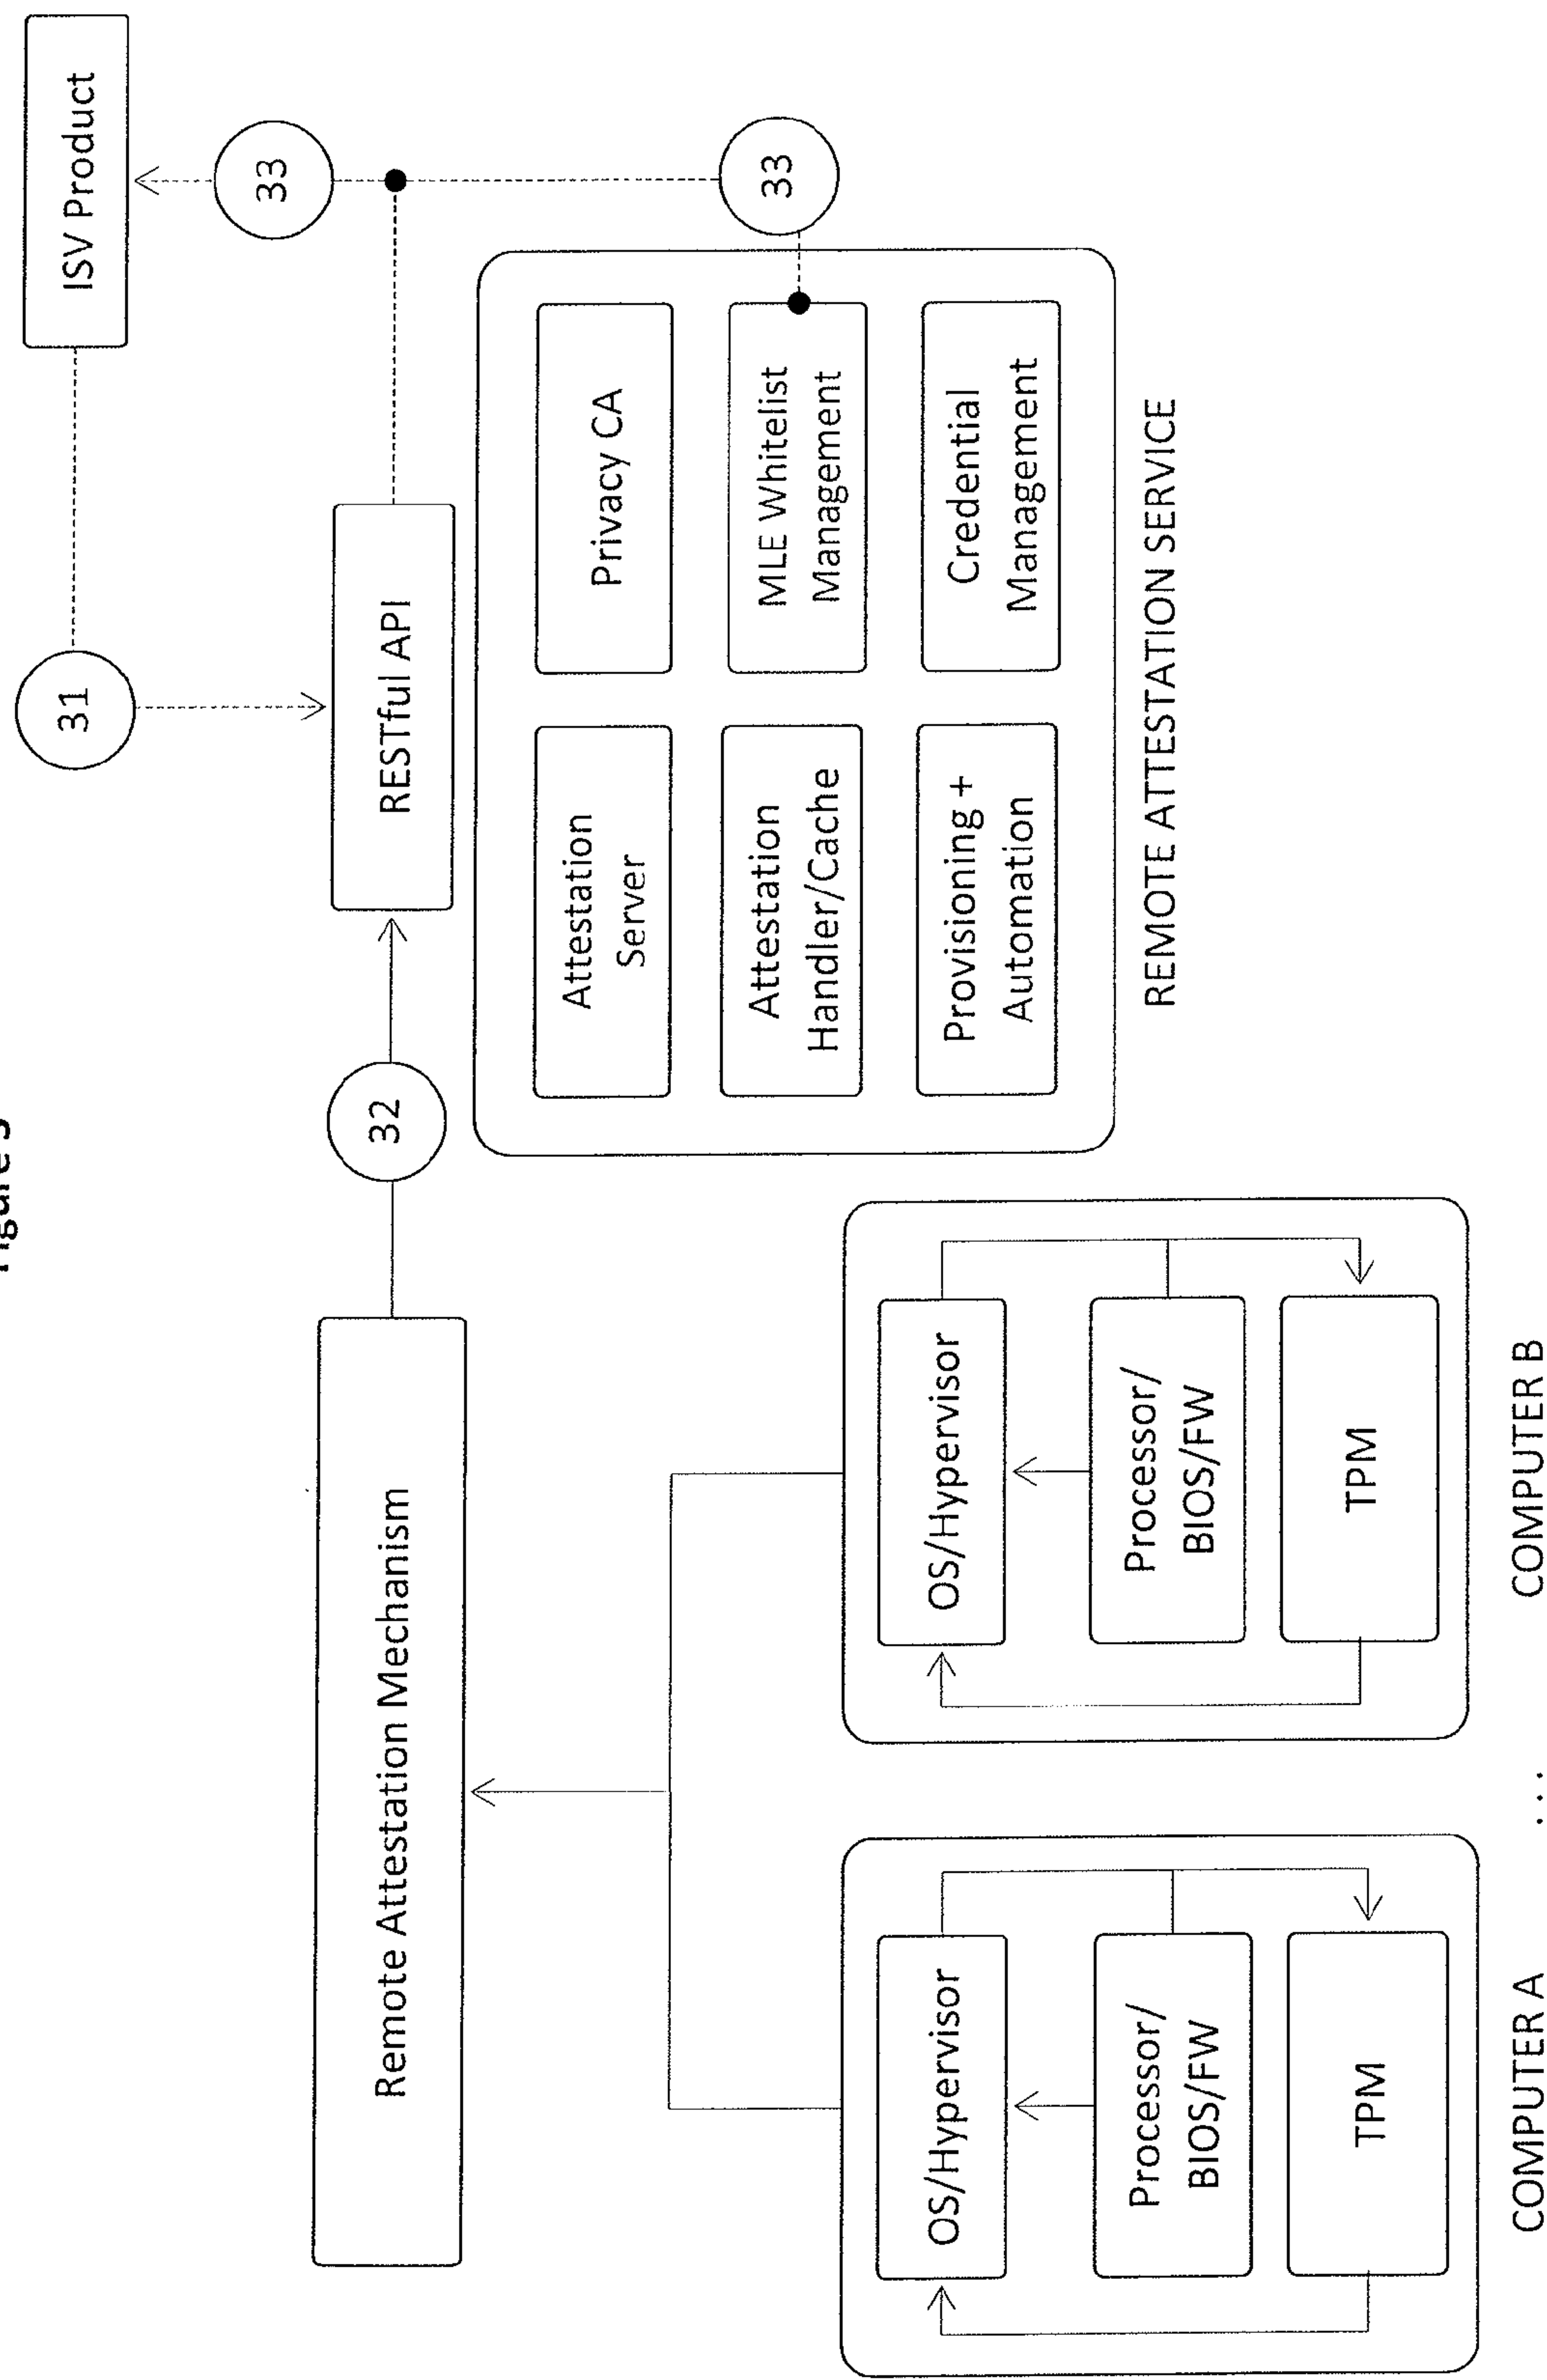 Figure
31
ISV Product
33
Remote Attestation Mechanism
32
RESTful API
Attestation
Server
Privacy CA
33
Attestation
Handler/Cache
MLE Whitelist
Management
Provisioning +
Automation
Credential
Management
REMOTE ATTESTATION SERVICE
OS/Hypervisor
Processor/
BIOS/FW
TPM
COMPUTER A
. . .
OS/Hypervisor
Processor/
BIOS/FW
TPM
COMPUTER B